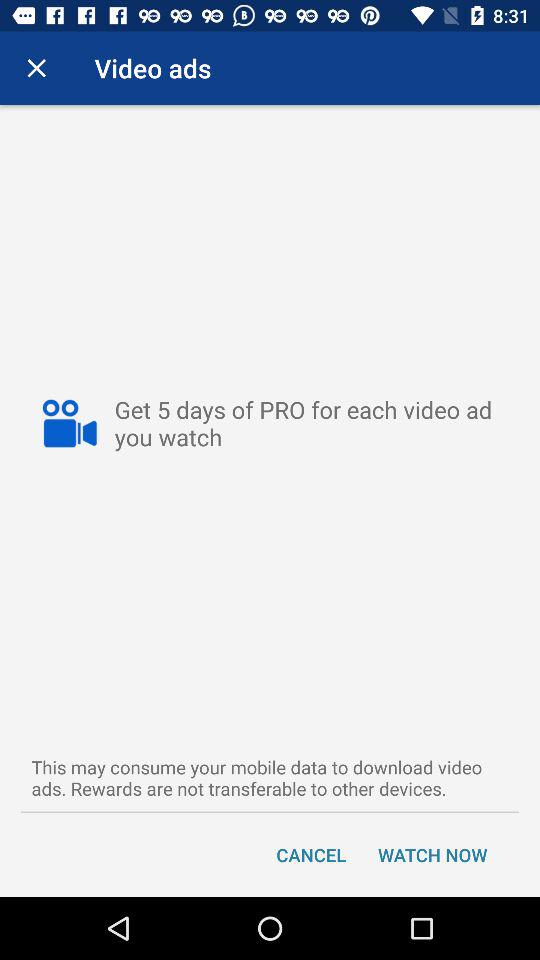 8:31
Video ads
Get 5 days of PRO for each video ad
you watch
This may consume your mobile data to download video
ads. Rewards are not transferable to other devices.
CANCEL WATCH NOW